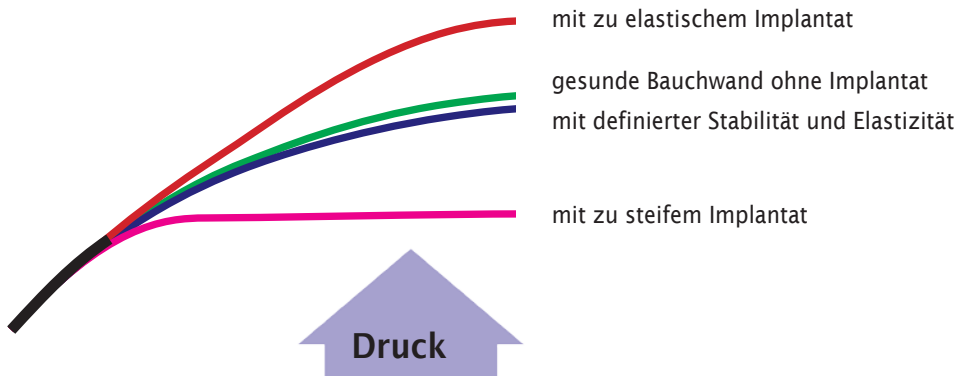 mit zu elastischem Implantat
gesunde Bauchwand ohne Implantat
mit definierter Stabilität und Elastizität
mit zu steifem Implantat
Druck